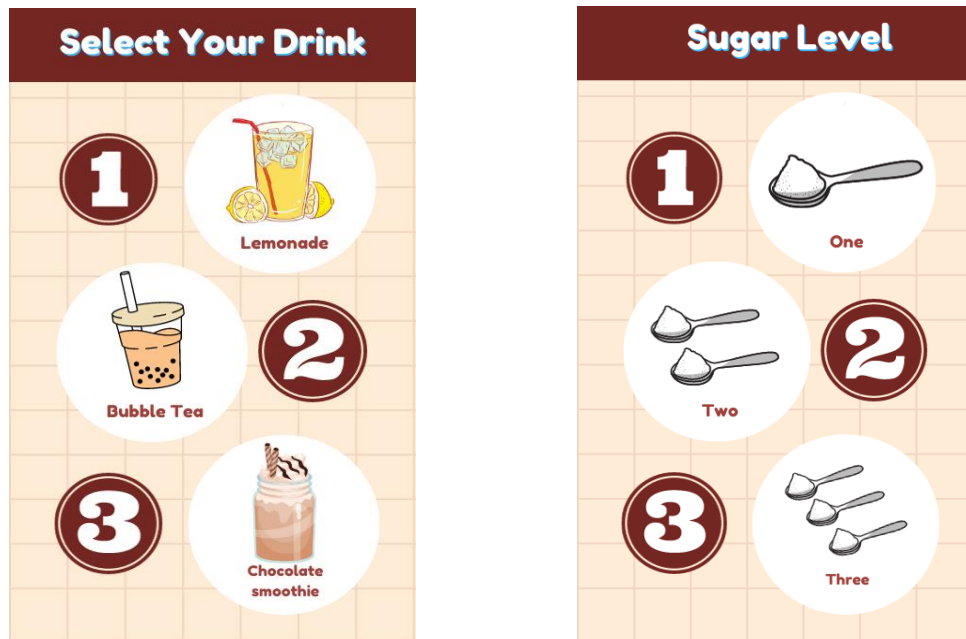 Select Your Drink
1
Lemonade
2
Bubble Tea
3
Chocolate
smoothie
Sugar Level
1
One
2
Two
3
Three